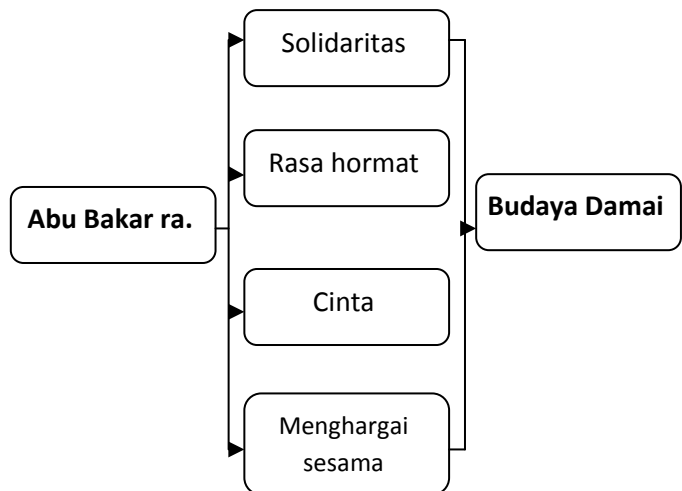 Abu Bakar ra.
Solidaritas
Rasa hormat
Cinta
Menghargai
sesama
Budaya Damai